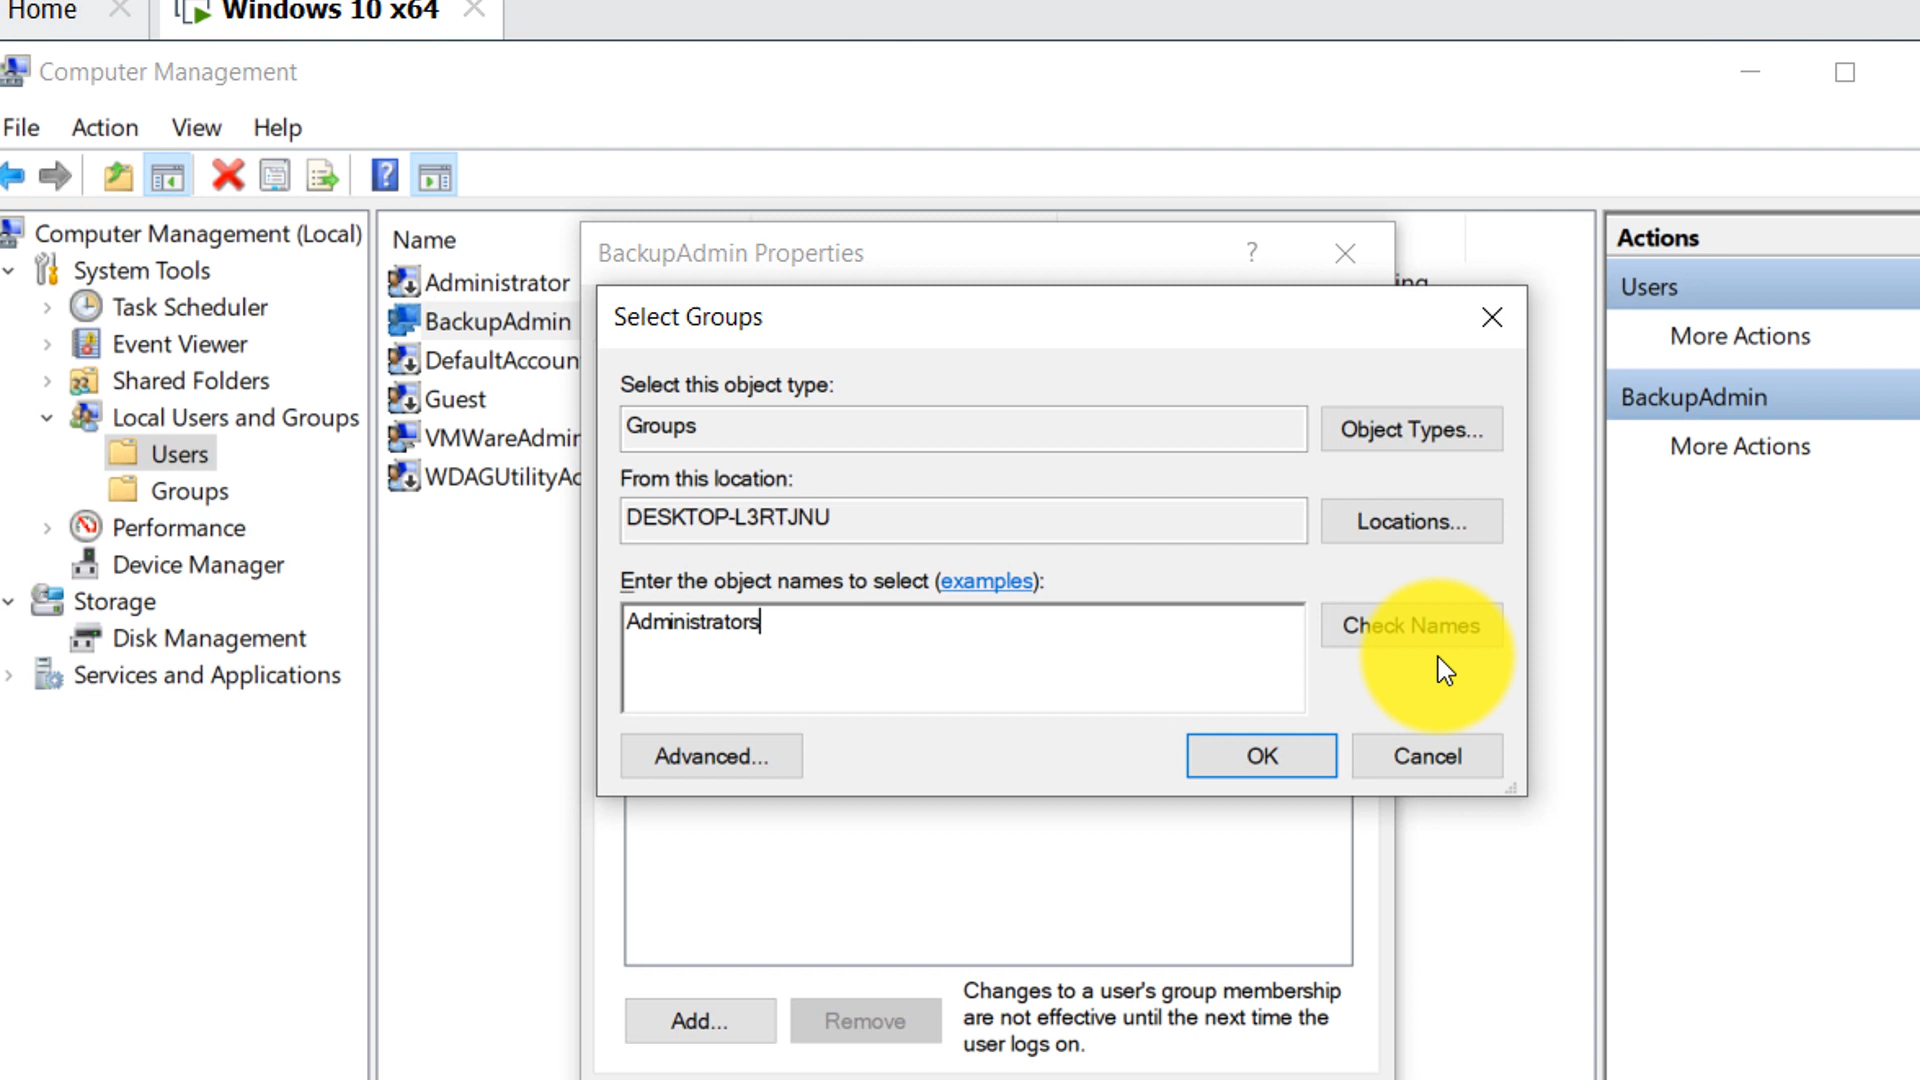 Home
Windows 10 x64
Computer Management
File Action View Help
Computer Management (Local)
System Tools
Task Scheduler
Event Viewer
Shared Folders
Local Users and Groups
Users
Groups
Performance
Device Manager
Storage
Disk Management
Services and Applications
Name
Administrator
BackupAdmin
DefaultAccoun
Guest
VMWareAdmin
WDAGUtilityAc
BackupAdmin Properties
Select Groups
Select this object type:
Groups
Object Types...
From this location:
DESKTOP-L3RTJNU
Locations...
Enter the object names to select (examples):
Administrators
Check Names
Advanced...
OK
Cancel
Add...
Remove
Changes to a user's group membership
are not effective until the next time the
user logs on.
Actions
Users
More Actions
BackupAdmin
More Actions